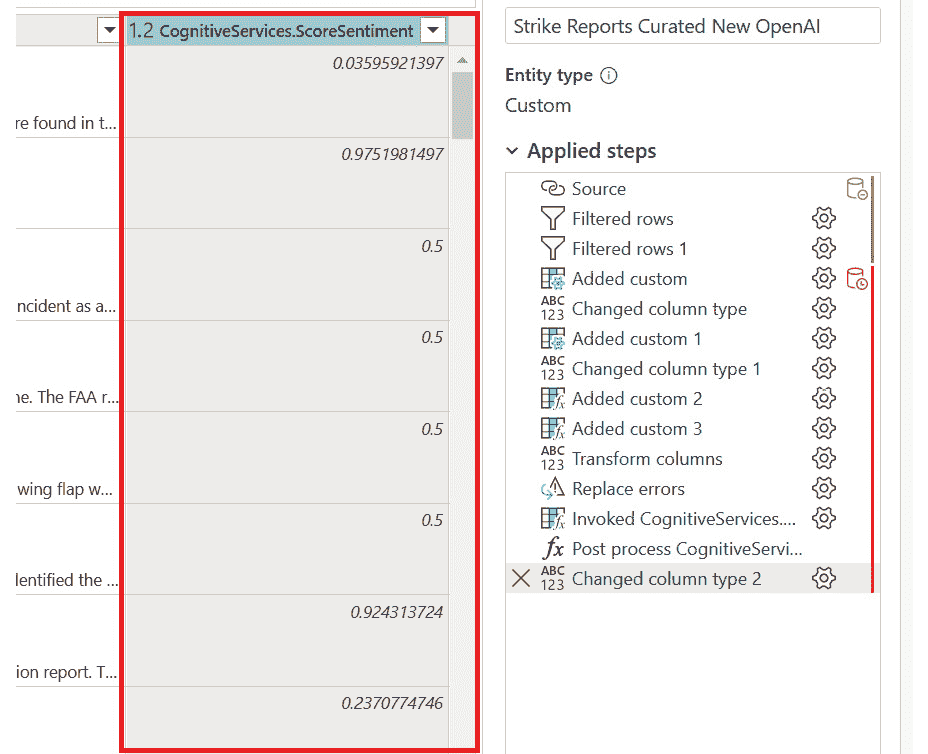 1.2 CognitiveServices.ScoreSentiment
0.03595921397
re found in t...
0.9751981497
0.5
ncident as a...
0.5
ne. The FAA r...
0.5
wing flap w...
0.5
dentified the ...
0.924313724
ion report. T...
0.2370774746
Strike Reports Curated New OpenAI
Entity type
Custom
Applied steps
Source
Filtered rows
Filtered rows 1
Added custom
ABC
123 Changed column type
Added custom 1
ABC
123 Changed column type 1
fx Added custom 2
fx Added custom 3
ABC
123 Transform columns
Replace errors
fx Invoked CognitiveServices....
fx Post process CognitiveServi...
ABC
123 Changed column type 2